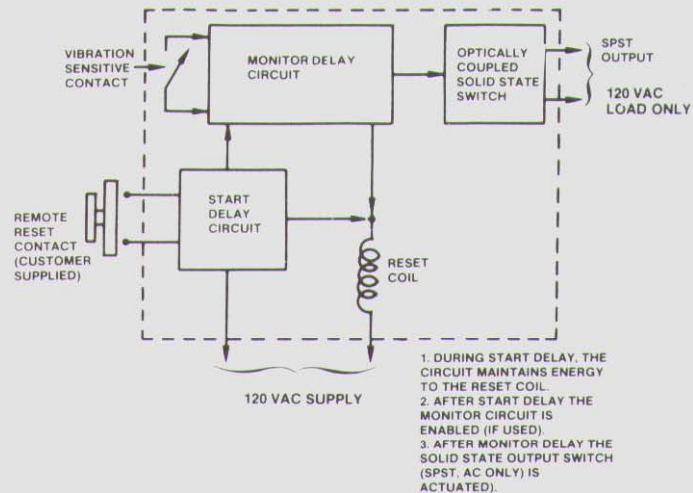 VIBRATION
SENSITIVE
CONTACT
MONITOR DELAY
CIRCUIT
OPTICALLY
COUPLED
SOLID STATE
SWITCH
SPST
OUTPUT
120 VAC
LOAD ONLY
REMOTE
RESET
CONTACT
(CUSTOMER
SUPPLIED)
START
DELAY
CIRCUIT
RESET
COIL
120 VAC SUPPLY
1. DURING START DELAY, THE
CIRCUIT MAINTAINS ENERGY
TO THE RESET COIL.
2. AFTER START DELAY THE
MONITOR CIRCUIT IS
ENABLED (IF USED).
3. AFTER MONITOR DELAY THE
SOLID STATE OUTPUT SWITCH
(SPST, AC ONLY) IS
ACTUATED).